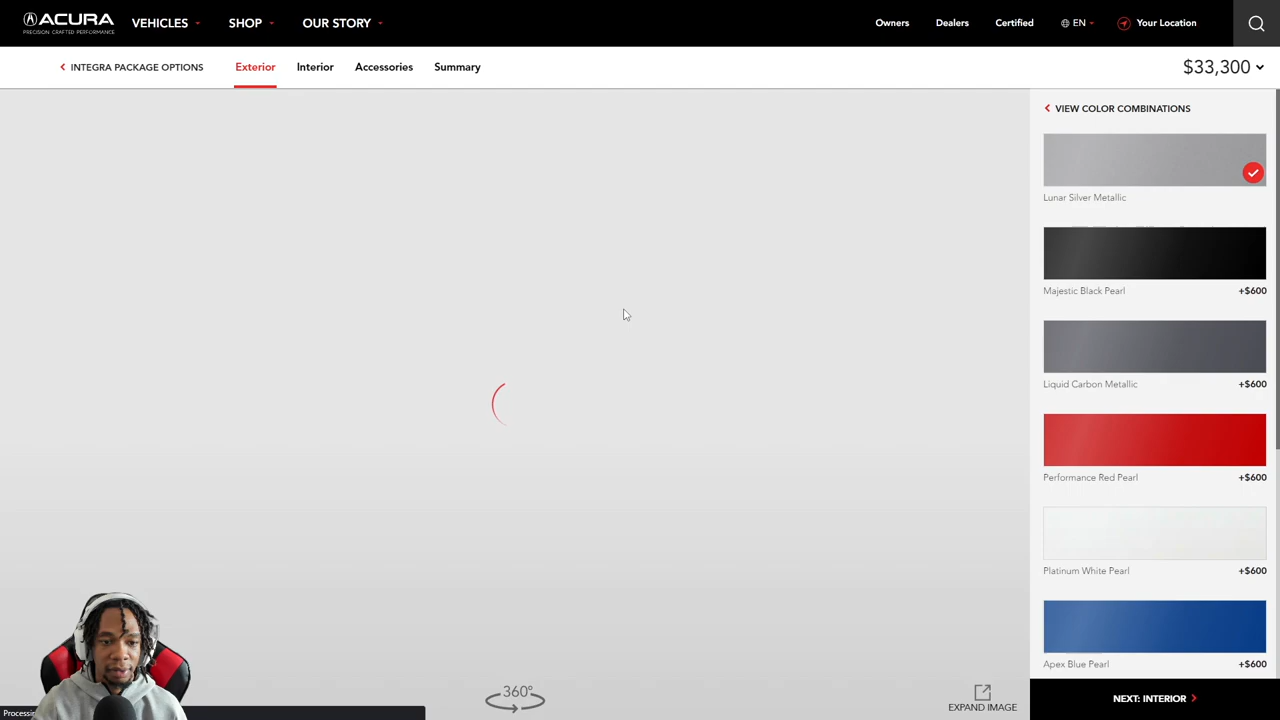 ACURA
PRECISION CRAFTED PERFORMANCE
VEHICLES
SHOP
OUR STORY
Owners
Dealers
Certified
EN
Your Location
INTEGRA PACKAGE OPTIONS
Exterior
Interior
Accessories
Summary
$33,300
VIEW COLOR COMBINATIONS
Lunar Silver Metallic
Majestic Black Pearl +$600
Liquid Carbon Metallic +$600
Performance Red Pearl +$600
Platinum White Pearl +$600
Apex Blue Pearl +$600
360°
EXPAND IMAGE
NEXT: INTERIOR